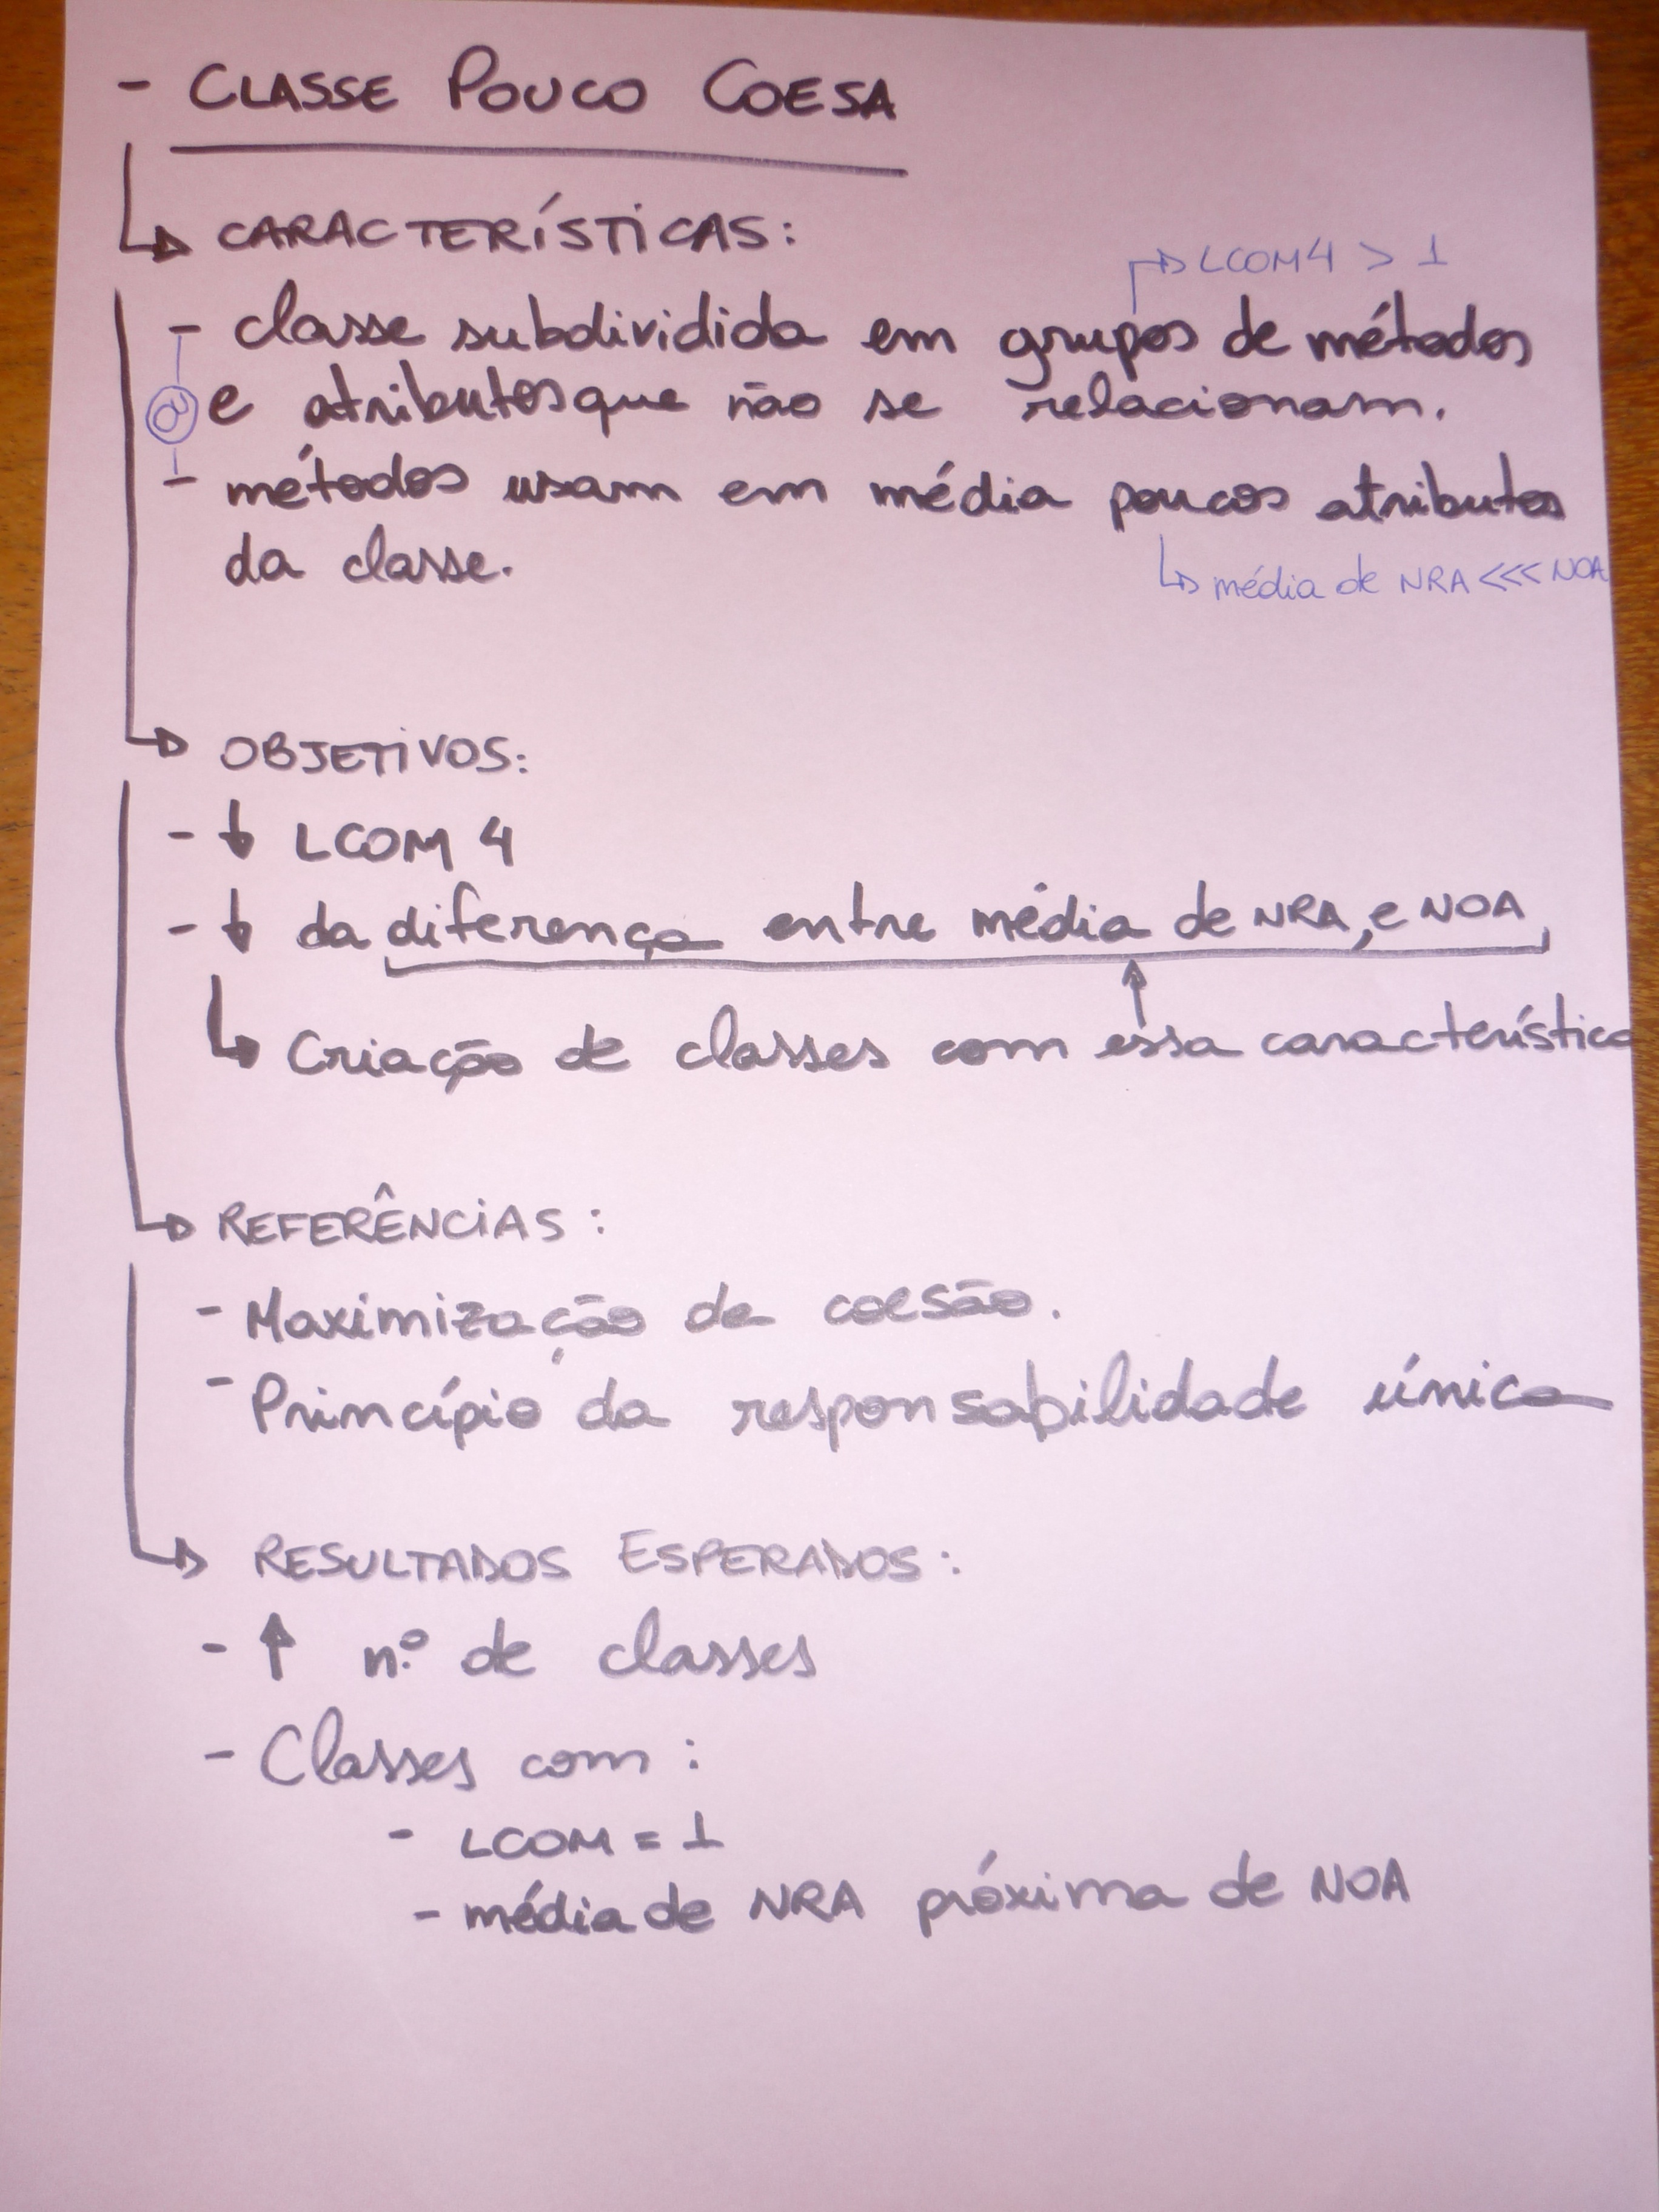 - CLASSE POUCO COESA
CARACTERÍSTICAS:
LCOM4 > 1
- classe subdividida em grupos de métodos
ou e atributos que não se relacionam.
- métodos usam em média poucos atributos
da classe.
média de NRA <<< NOA
OBJETIVOS:
- ↓ LCOM 4
- ↓ da diferença entre média de NRA, e NOA
Criação de classes com essa característica
REFERÊNCIAS:
- Maximização da coesão.
- Princípio da responsabilidade única
RESULTADOS ESPERADOS:
- ↑ nº de classes
- Classes com:
- LCOM = 1
- média de NRA próxima de NOA